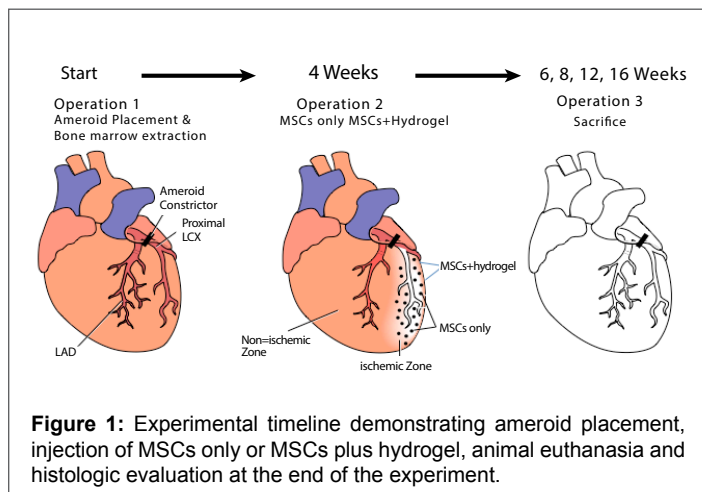 Start
4 Weeks
6, 8, 12, 16 Weeks
Operation 1
Ameroid Placement &
Bone marrow extraction
Operation 2
MSCs only MSCs+Hydrogel
Operation 3
Sacrifice
Ameroid
Constrictor
Proximal
LCX
LAD
MSCs+hydrogel
MSCs only
Non=ischemic
Zone
ischemic Zone
Figure 1: Experimental timeline demonstrating ameroid placement,
injection of MSCs only or MSCs plus hydrogel, animal euthanasia and
histologic evaluation at the end of the experiment.